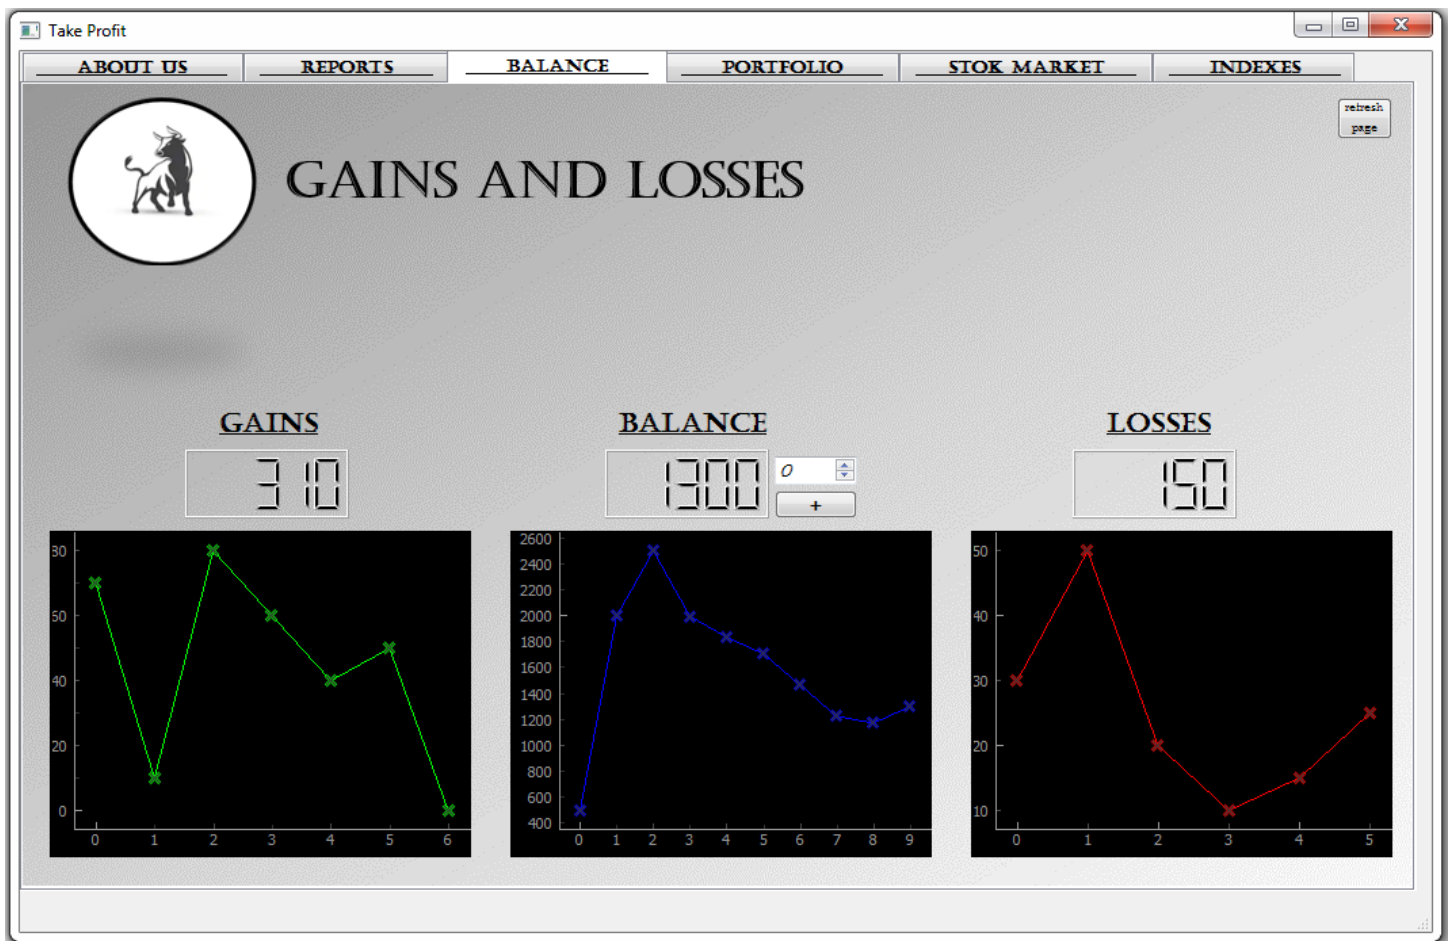 Take Profit
ABOUT US REPORTS BALANCE PORTFOLIO STOK MARKET INDEXES
refresh
page
GAINS AND LOSSES
GAINS BALANCE LOSSES
310 1300 0 150
+
80
60
40
20
0
0 1 2 3 4 5 6
2600
2400
2200
2000
1800
1600
1400
1200
1000
800
600
400
0 1 2 3 4 5 6 7 8 9
50
40
30
20
10
0 1 2 3 4 5